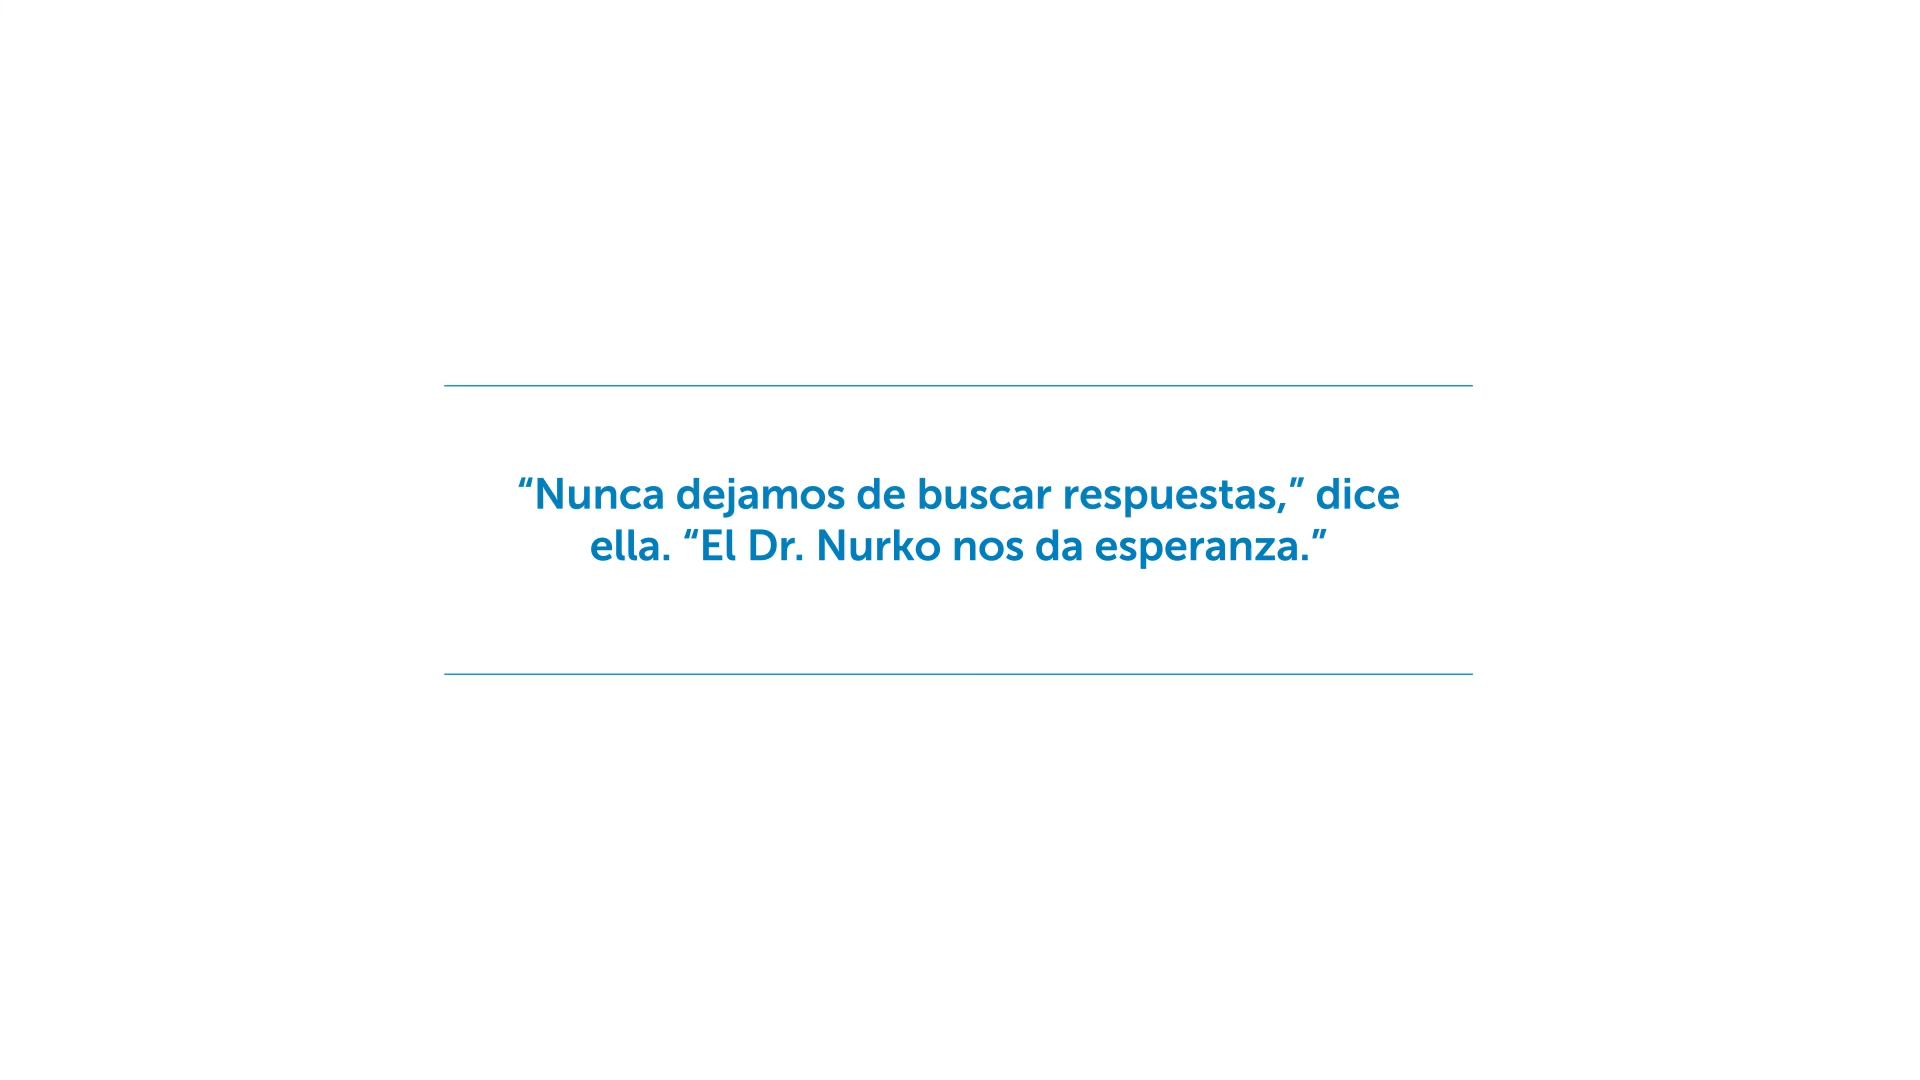 “Nunca dejamos de buscar respuestas,” dice
ella. “El Dr. Nurko nos da esperanza.”